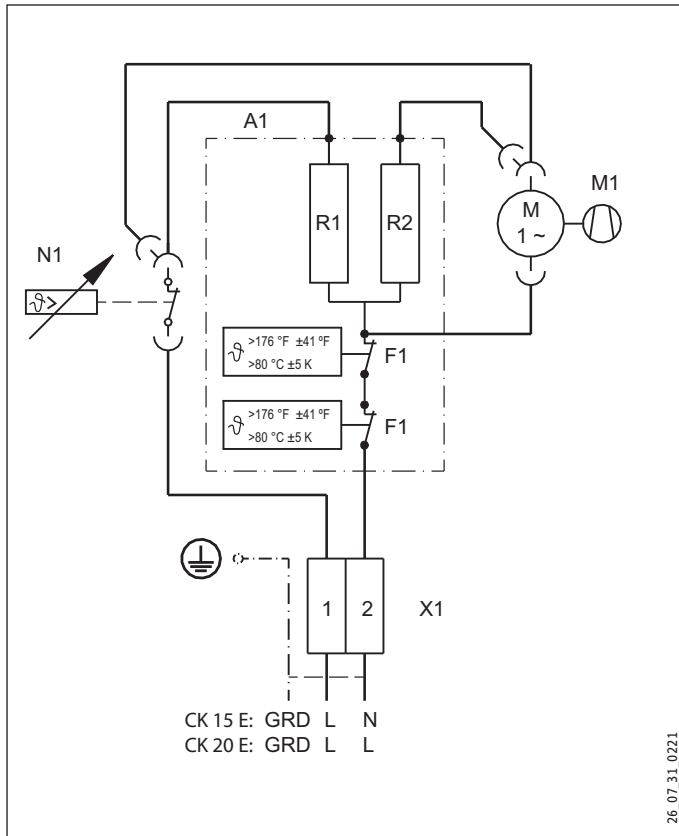 A1
N1
R1
R2
M
1 ~
M1
ϑ>
ϑ >176 °F ±41 °F
>80 °C ±5 K
F1
ϑ >176 °F ±41 °F
>80 °C ±5 K
F1
1
2
X1
CK 15 E: GRD L N
CK 20 E: GRD L L
26_07_31_0221